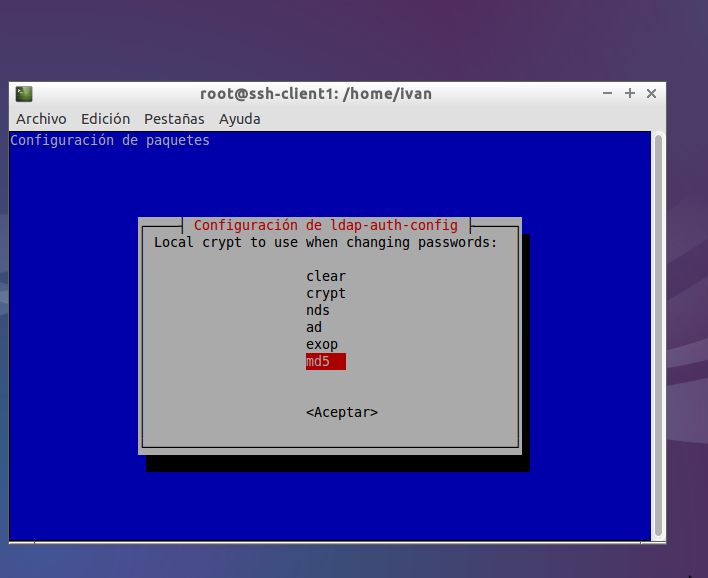 root@ssh-client1: /home/ivan
Archivo Edición Pestañas Ayuda
Configuración de paquetes
Configuración de ldap-auth-config
Local crypt to use when changing passwords:
clear
crypt
nds
ad
exop
md5
<Aceptar>